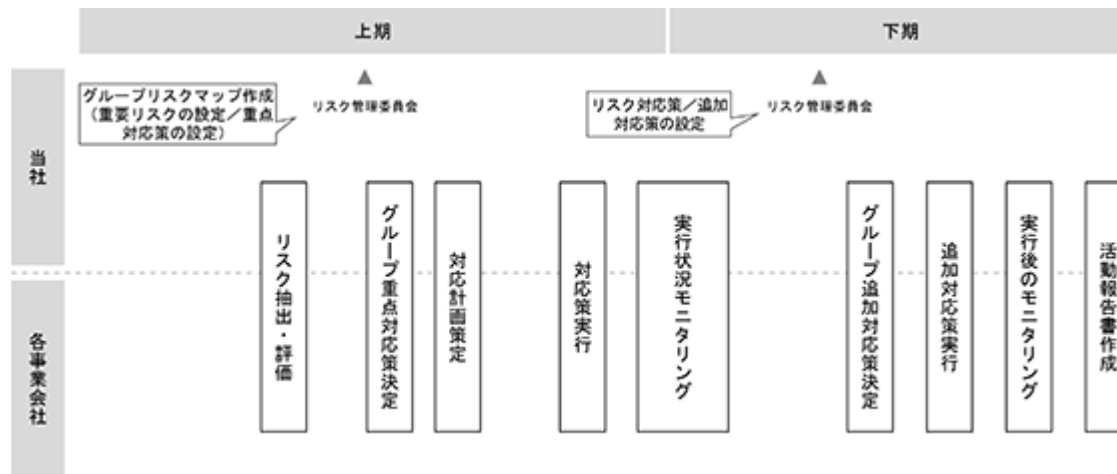 上期
下期
グループリスクマップ作成
（重要リスクの設定／重点
対応策の設定）
リスク管理委員会
リスク対応策／追加
対応策の設定
リスク管理委員会
当社
各事業会社
リスク抽出・評価
グループ重点対応策決定
対応計画策定
対応策実行
実行状況モニタリング
グループ追加対応策決定
追加対応策実行
実行後のモニタリング
活動報告書作成